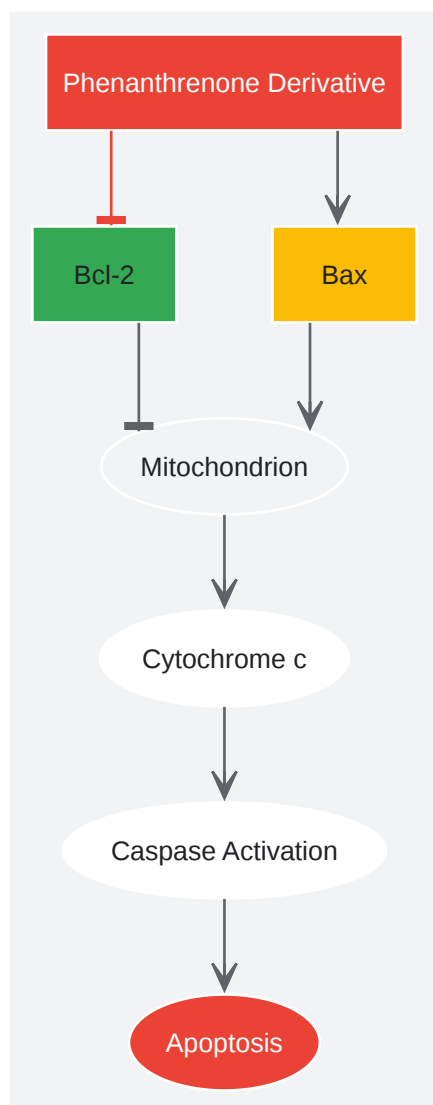 Phenanthrenone Derivative
Bcl-2
Bax
Mitochondrion
Cytochrome c
Caspase Activation
Apoptosis